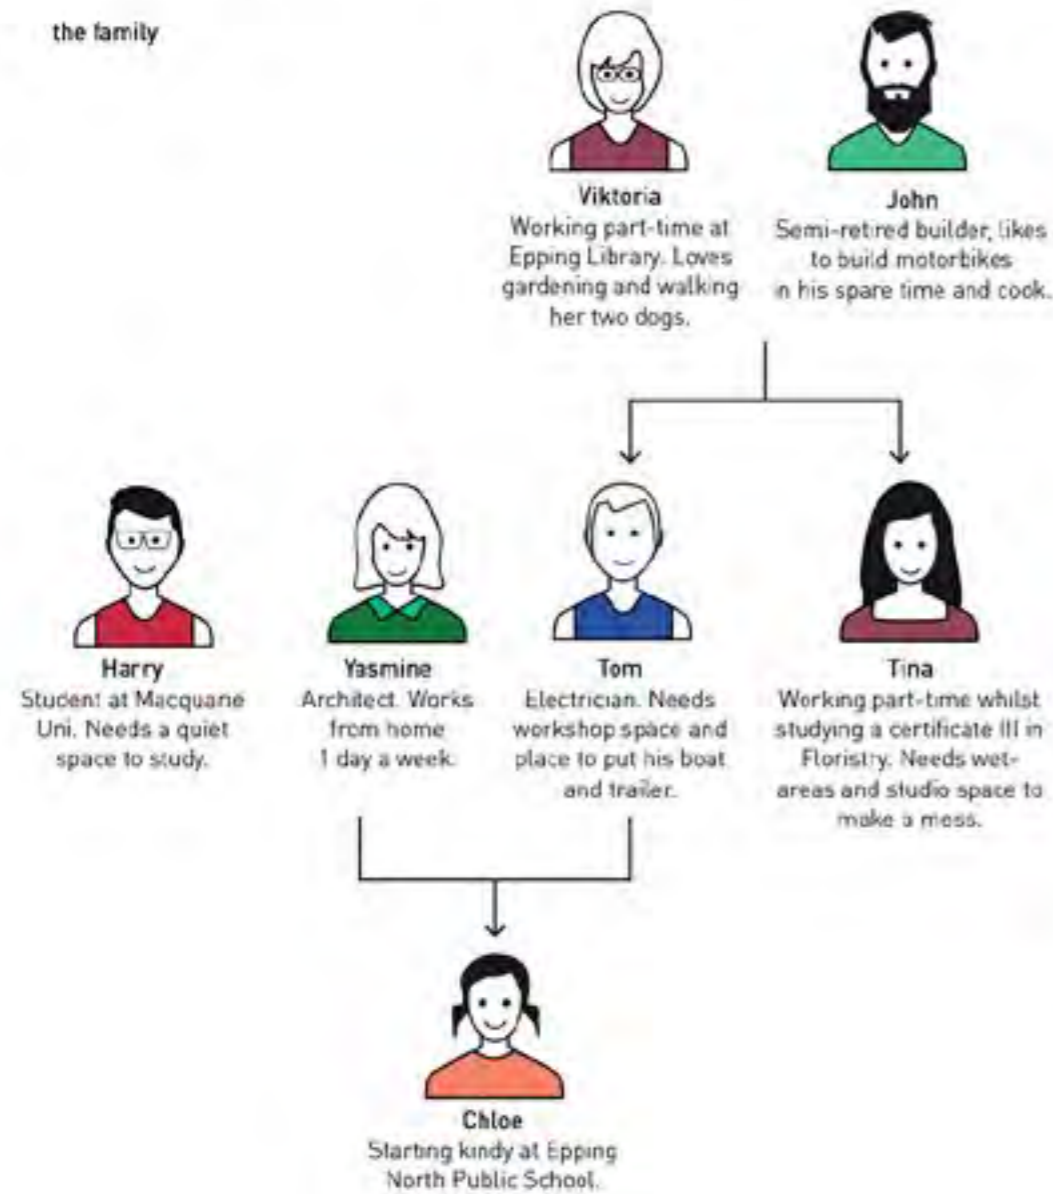 the family
Viktoria
Working part-time at
Epping Library. Loves
gardening and walking
her two dogs.
John
Semi-retired builder, likes
to build motorbikes
in his spare time and cook.
Harry
Student at Macquarie
Uni. Needs a quiet
space to study.
Yasmine
Architect. Works
from home
1 day a week.
Tom
Electrician. Needs
workshop space and
place to put his boat
and trailer.
Tina
Working part-time whilst
studying a certificate III in
Floristry. Needs wet-
areas and studio space to
make a mess.
Chloe
Starting kindy at Epping
North Public School.